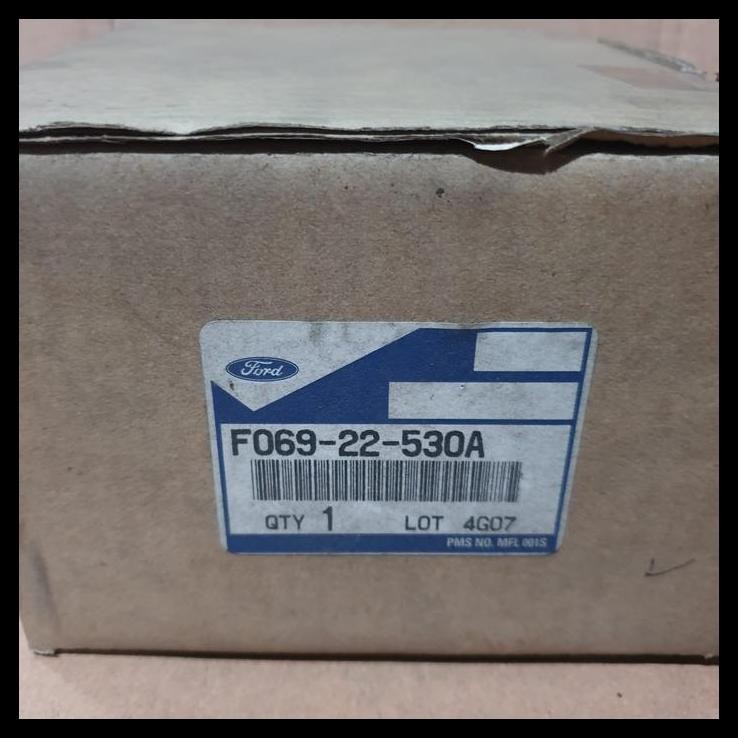 Ford
F069-22-530A
QTY 1 LOT 4G07
PMS NO. MFL 001S